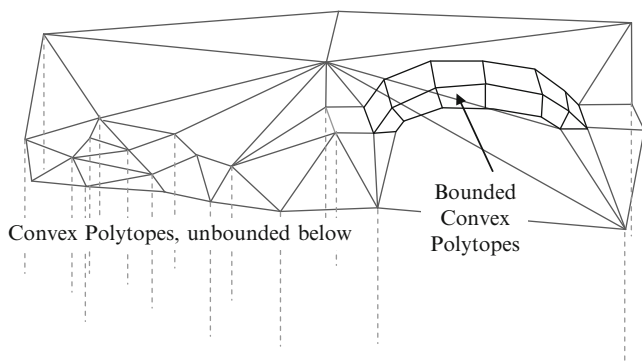 Bounded
Convex
Polytopes
Convex Polytopes, unbounded below